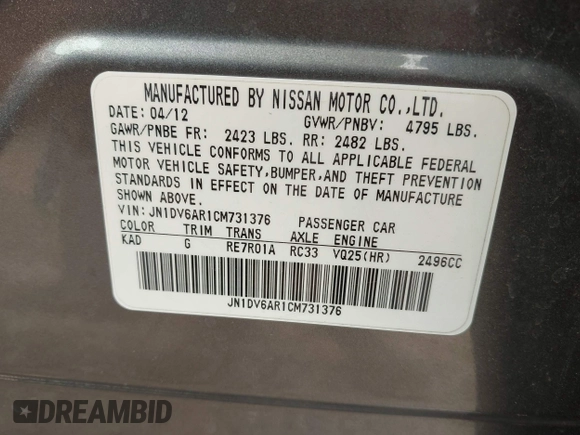 MANUFACTURED BY NISSAN MOTOR CO.,LTD.
DATE: 04/12 GVWR/PNBV: 4795 LBS.
GAWR/PNBE FR: 2423 LBS. RR: 2482 LBS.
THIS VEHICLE CONFORMS TO ALL APPLICABLE FEDERAL
MOTOR VEHICLE SAFETY,BUMPER,AND THEFT PREVENTION
STANDARDS IN EFFECT ON THE DATE OF MANUFACTURE
SHOWN ABOVE.
VIN: JN1DV6AR1CM731376 PASSENGER CAR
COLOR TRIM TRANS AXLE ENGINE
KAD G RE7R01A RC33 VQ25(HR) 2496CC
JN1DV6AR1CM731376
DREAMBID